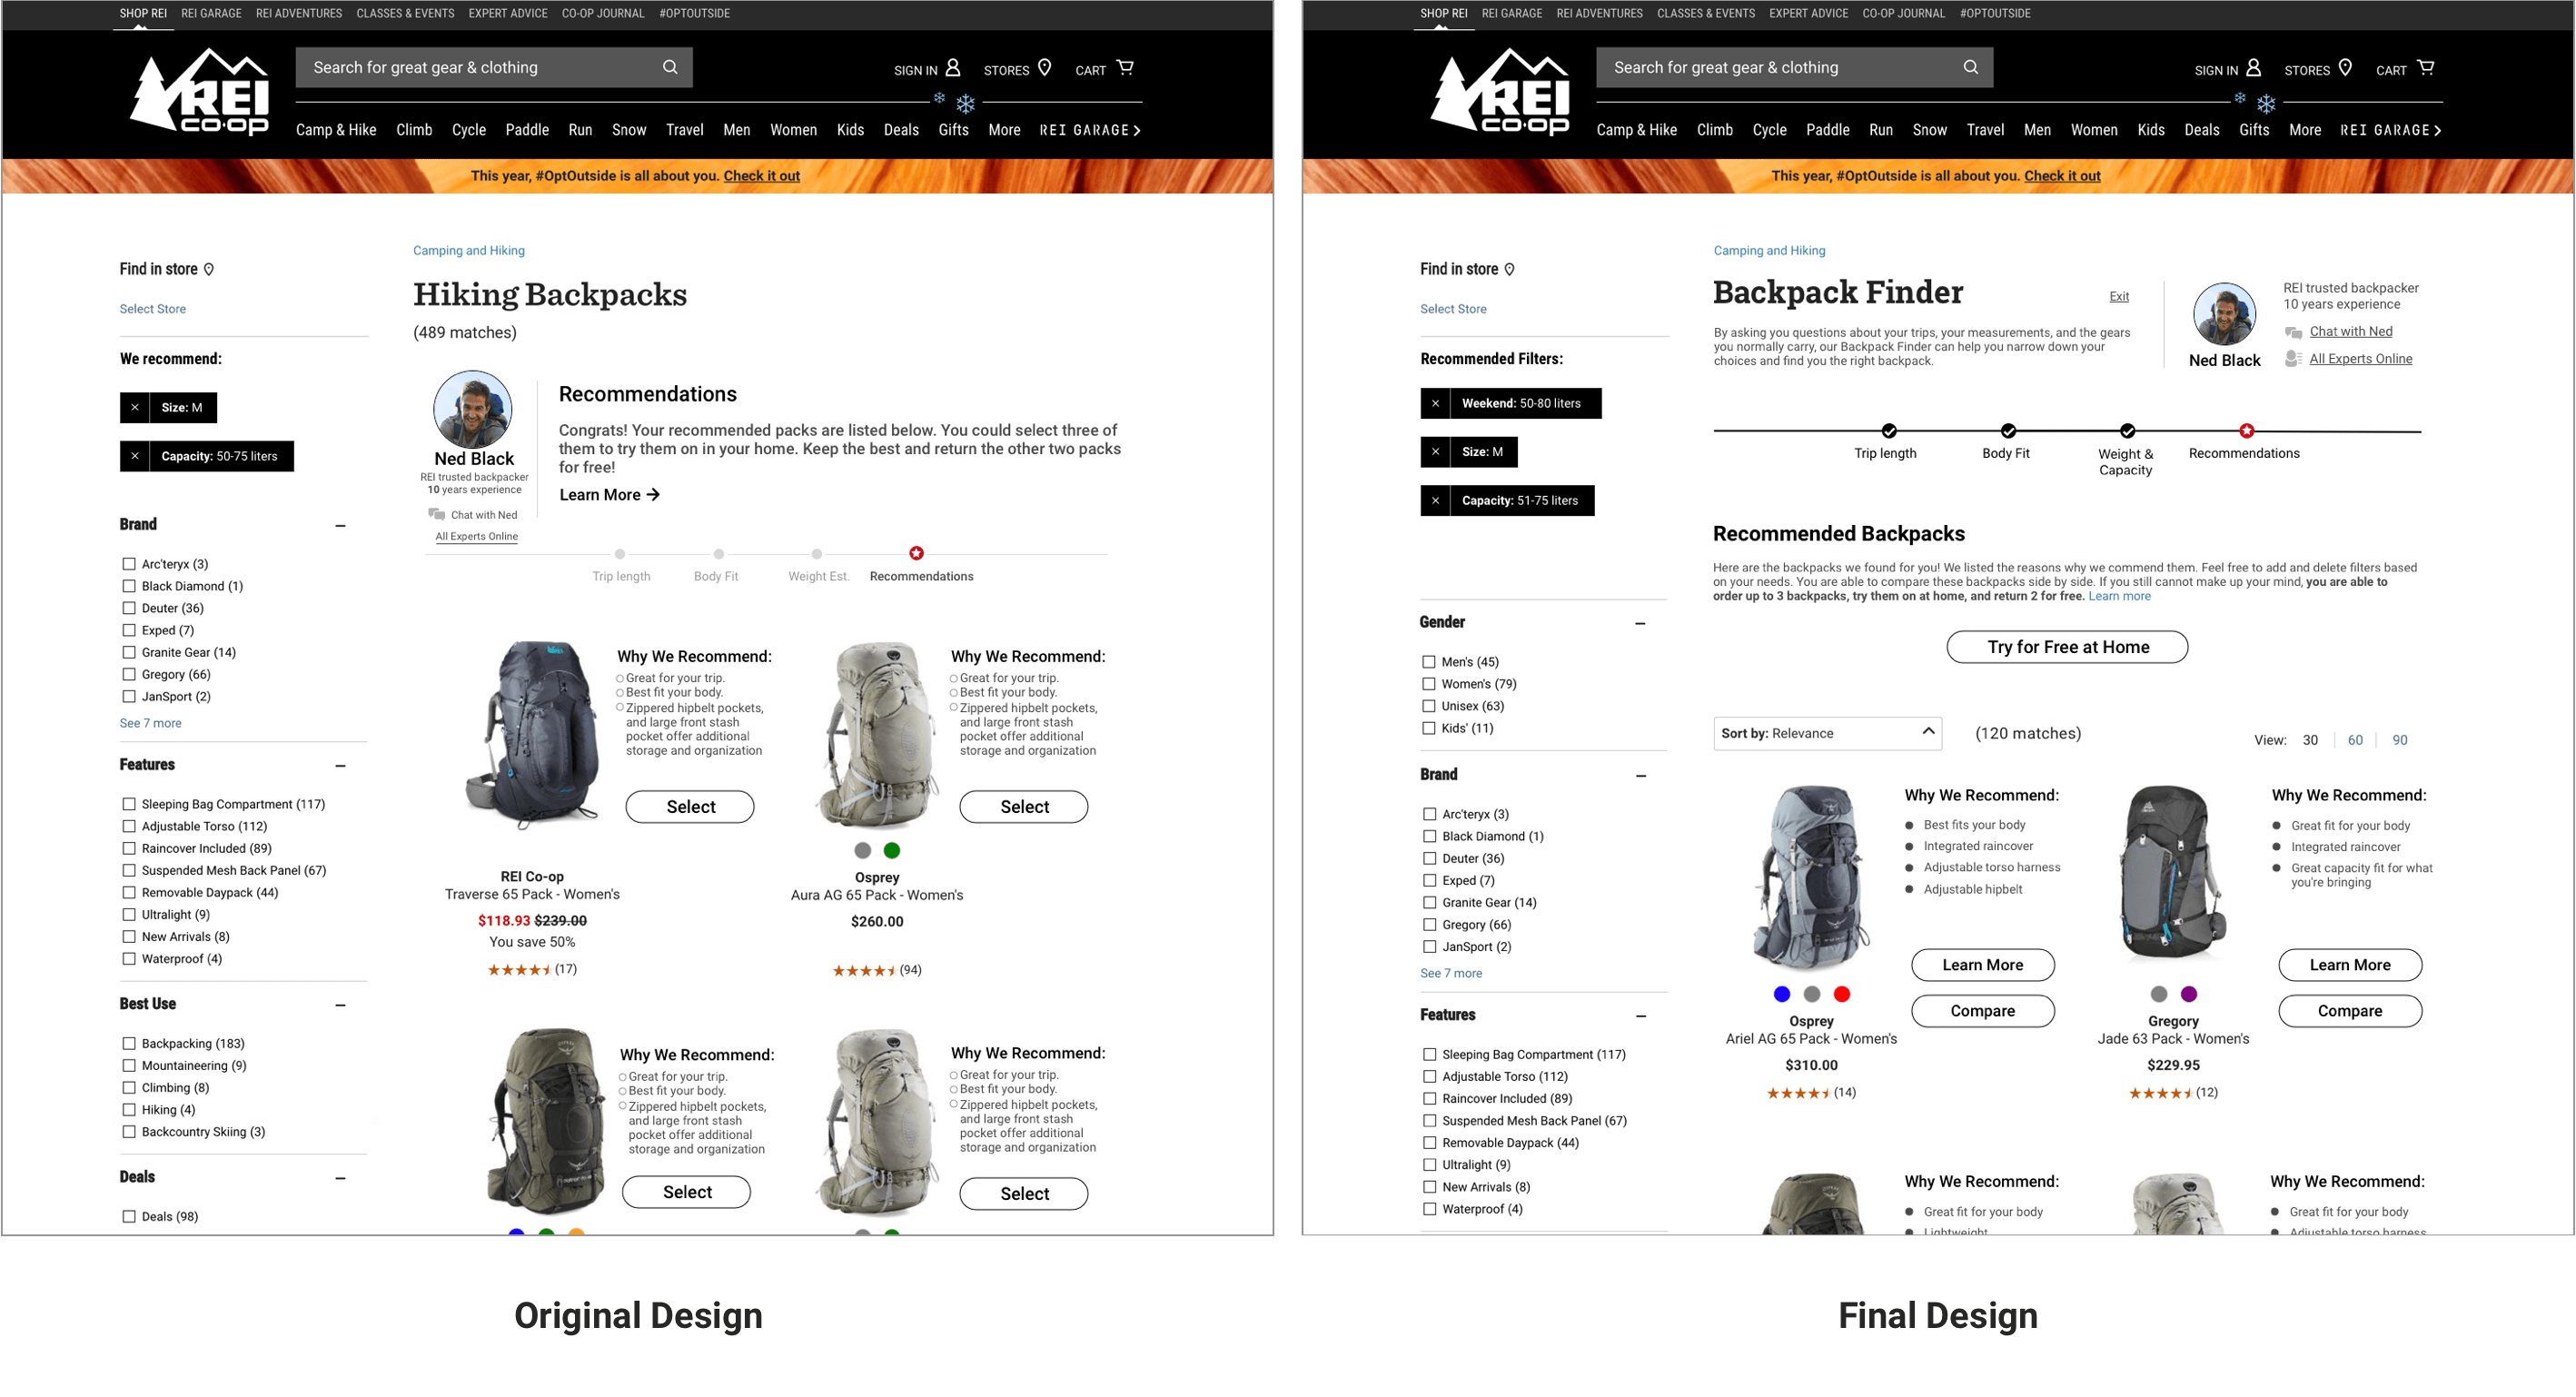 SHOP REI REI GARAGE REI ADVENTURES CLASSES & EVENTS EXPERT ADVICE CO-OP JOURNAL #OPTOUTSIDE
REI
CO·OP
Search for great gear & clothing
SIGN IN STORES CART
Camp & Hike Climb Cycle Paddle Run Snow Travel Men Women Kids Deals Gifts More REI GARAGE
This year, #OptOutside is all about you. Check it out
Find in store
Select Store
We recommend:
× Size: M
× Capacity: 50-75 liters
Brand
Arc'teryx (3)
Black Diamond (1)
Deuter (36)
Exped (7)
Granite Gear (14)
Gregory (66)
JanSport (2)
See 7 more
Features
Sleeping Bag Compartment (117)
Adjustable Torso (112)
Raincover Included (89)
Suspended Mesh Back Panel (67)
Removable Daypack (44)
Ultralight (9)
New Arrivals (8)
Waterproof (4)
Best Use
Backpacking (183)
Mountaineering (9)
Climbing (8)
Hiking (4)
Backcountry Skiing (3)
Deals
Deals (98)
Camping and Hiking
Hiking Backpacks
(489 matches)
Ned Black
REI trusted backpacker
10 years experience
Chat with Ned
All Experts Online
Recommendations
Congrats! Your recommended packs are listed below. You could select three of
them to try them on in your home. Keep the best and return the other two packs
for free!
Learn More
Trip length Body Fit Weight Est. Recommendations
Why We Recommend:
Great for your trip.
Best fit your body.
Zippered hipbelt pockets,
and large front stash
pocket offer additional
storage and organization
Select
REI Co-op
Traverse 65 Pack - Women's
$118.93 $239.00
You save 50%
(17)
Why We Recommend:
Great for your trip.
Best fit your body.
Zippered hipbelt pockets,
and large front stash
pocket offer additional
storage and organization
Select
Osprey
Aura AG 65 Pack - Women's
$260.00
(94)
Why We Recommend:
Great for your trip.
Best fit your body.
Zippered hipbelt pockets,
and large front stash
pocket offer additional
storage and organization
Select
Why We Recommend:
Great for your trip.
Best fit your body.
Zippered hipbelt pockets,
and large front stash
pocket offer additional
storage and organization
Select
Original Design
SHOP REI REI GARAGE REI ADVENTURES CLASSES & EVENTS EXPERT ADVICE CO-OP JOURNAL #OPTOUTSIDE
REI
CO·OP
Search for great gear & clothing
SIGN IN STORES CART
Camp & Hike Climb Cycle Paddle Run Snow Travel Men Women Kids Deals Gifts More REI GARAGE
This year, #OptOutside is all about you. Check it out
Find in store
Select Store
Recommended Filters:
× Weekend: 50-80 liters
× Size: M
× Capacity: 51-75 liters
Gender
Men's (45)
Women's (79)
Unisex (63)
Kids' (11)
Brand
Arc'teryx (3)
Black Diamond (1)
Deuter (36)
Exped (7)
Granite Gear (14)
Gregory (66)
JanSport (2)
See 7 more
Features
Sleeping Bag Compartment (117)
Adjustable Torso (112)
Raincover Included (89)
Suspended Mesh Back Panel (67)
Removable Daypack (44)
Ultralight (9)
New Arrivals (8)
Waterproof (4)
Camping and Hiking
Backpack Finder
Exit
By asking you questions about your trips, your measurements, and the gears
you normally carry, our Backpack Finder can help you narrow down your
choices and find you the right backpack.
Ned Black
REI trusted backpacker
10 years experience
Chat with Ned
All Experts Online
Trip length Body Fit Weight & Capacity Recommendations
Recommended Backpacks
Here are the backpacks we found for you! We listed the reasons why we commend them. Feel free to add and delete filters based
on your needs. You are able to compare these backpacks side by side. If you still cannot make up your mind, you are able to
order up to 3 backpacks, try them on at home, and return 2 for free. Learn more
Try for Free at Home
Sort by: Relevance
(120 matches)
View: 30 60 90
Why We Recommend:
Best fits your body
Integrated raincover
Adjustable torso harness
Adjustable hipbelt
Learn More
Compare
Osprey
Ariel AG 65 Pack - Women's
$310.00
(14)
Why We Recommend:
Great fit for your body
Integrated raincover
Great capacity fit for what
you're bringing
Learn More
Compare
Gregory
Jade 63 Pack - Women's
$229.95
(12)
Why We Recommend:
Great fit for your body
Lightweight
Why We Recommend:
Great fit for your body
Adjustable torso harness
Final Design